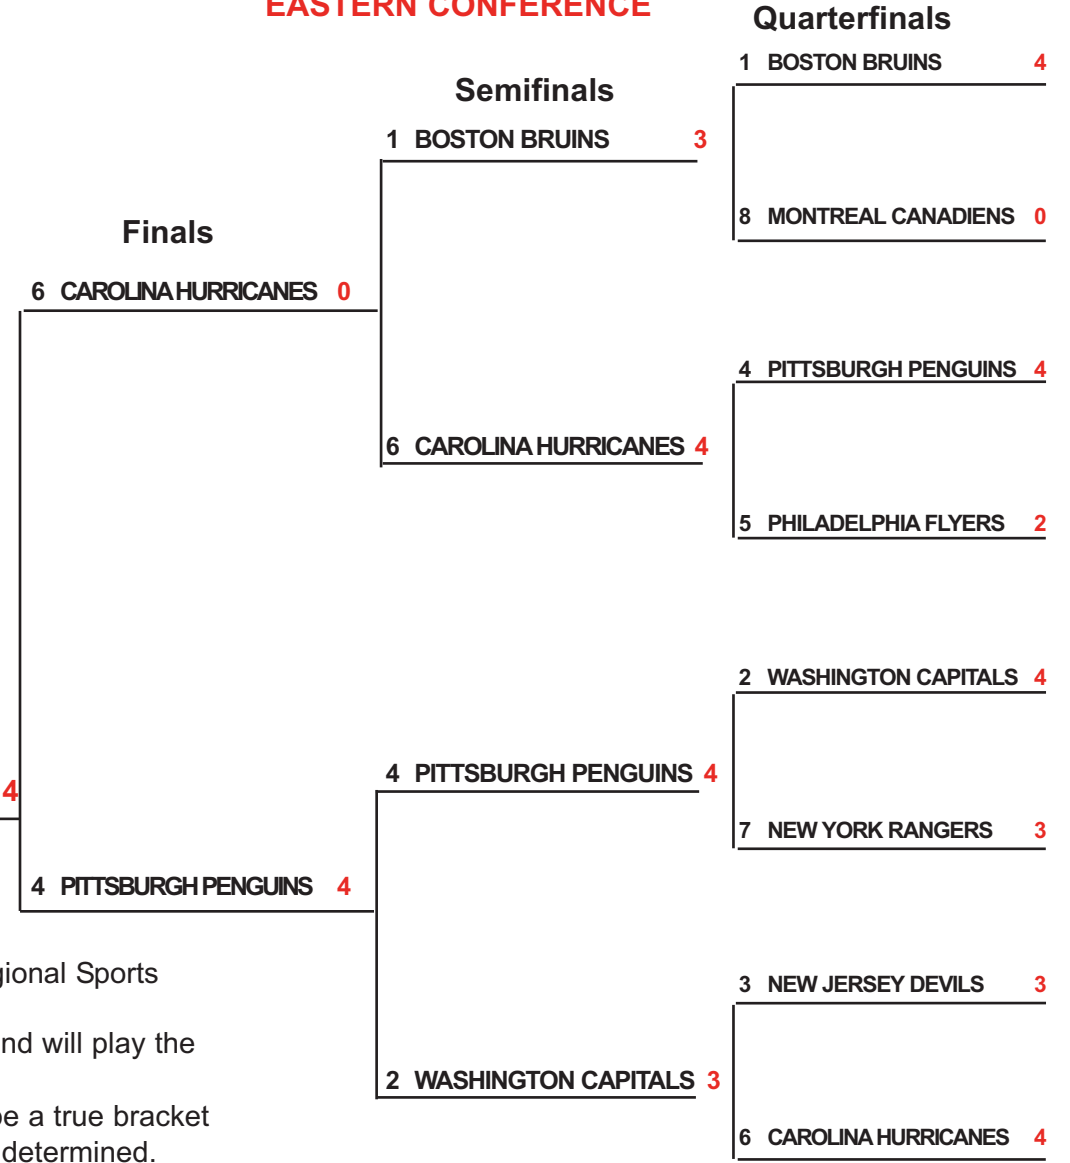 EASTERN CONFERENCE
Quarterfinals
1 BOSTON BRUINS 4
8 MONTREAL CANADIENS 0
4 PITTSBURGH PENGUINS 4
5 PHILADELPHIA FLYERS 2
2 WASHINGTON CAPITALS 4
7 NEW YORK RANGERS 3
3 NEW JERSEY DEVILS 3
6 CAROLINA HURRICANES 4
Semifinals
1 BOSTON BRUINS 3
6 CAROLINA HURRICANES 4
4 PITTSBURGH PENGUINS 4
2 WASHINGTON CAPITALS 3
Finals
6 CAROLINA HURRICANES 0
4 PITTSBURGH PENGUINS 4
4
gional Sports
nd will play the
be a true bracket
determined.